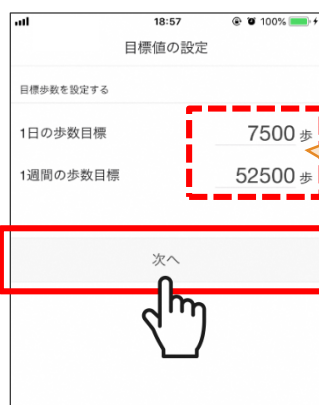 18:57
100%
目標値の設定
目標歩数を設定する
1日の歩数目標 7500 歩
1週間の歩数目標 52500 歩
次へ